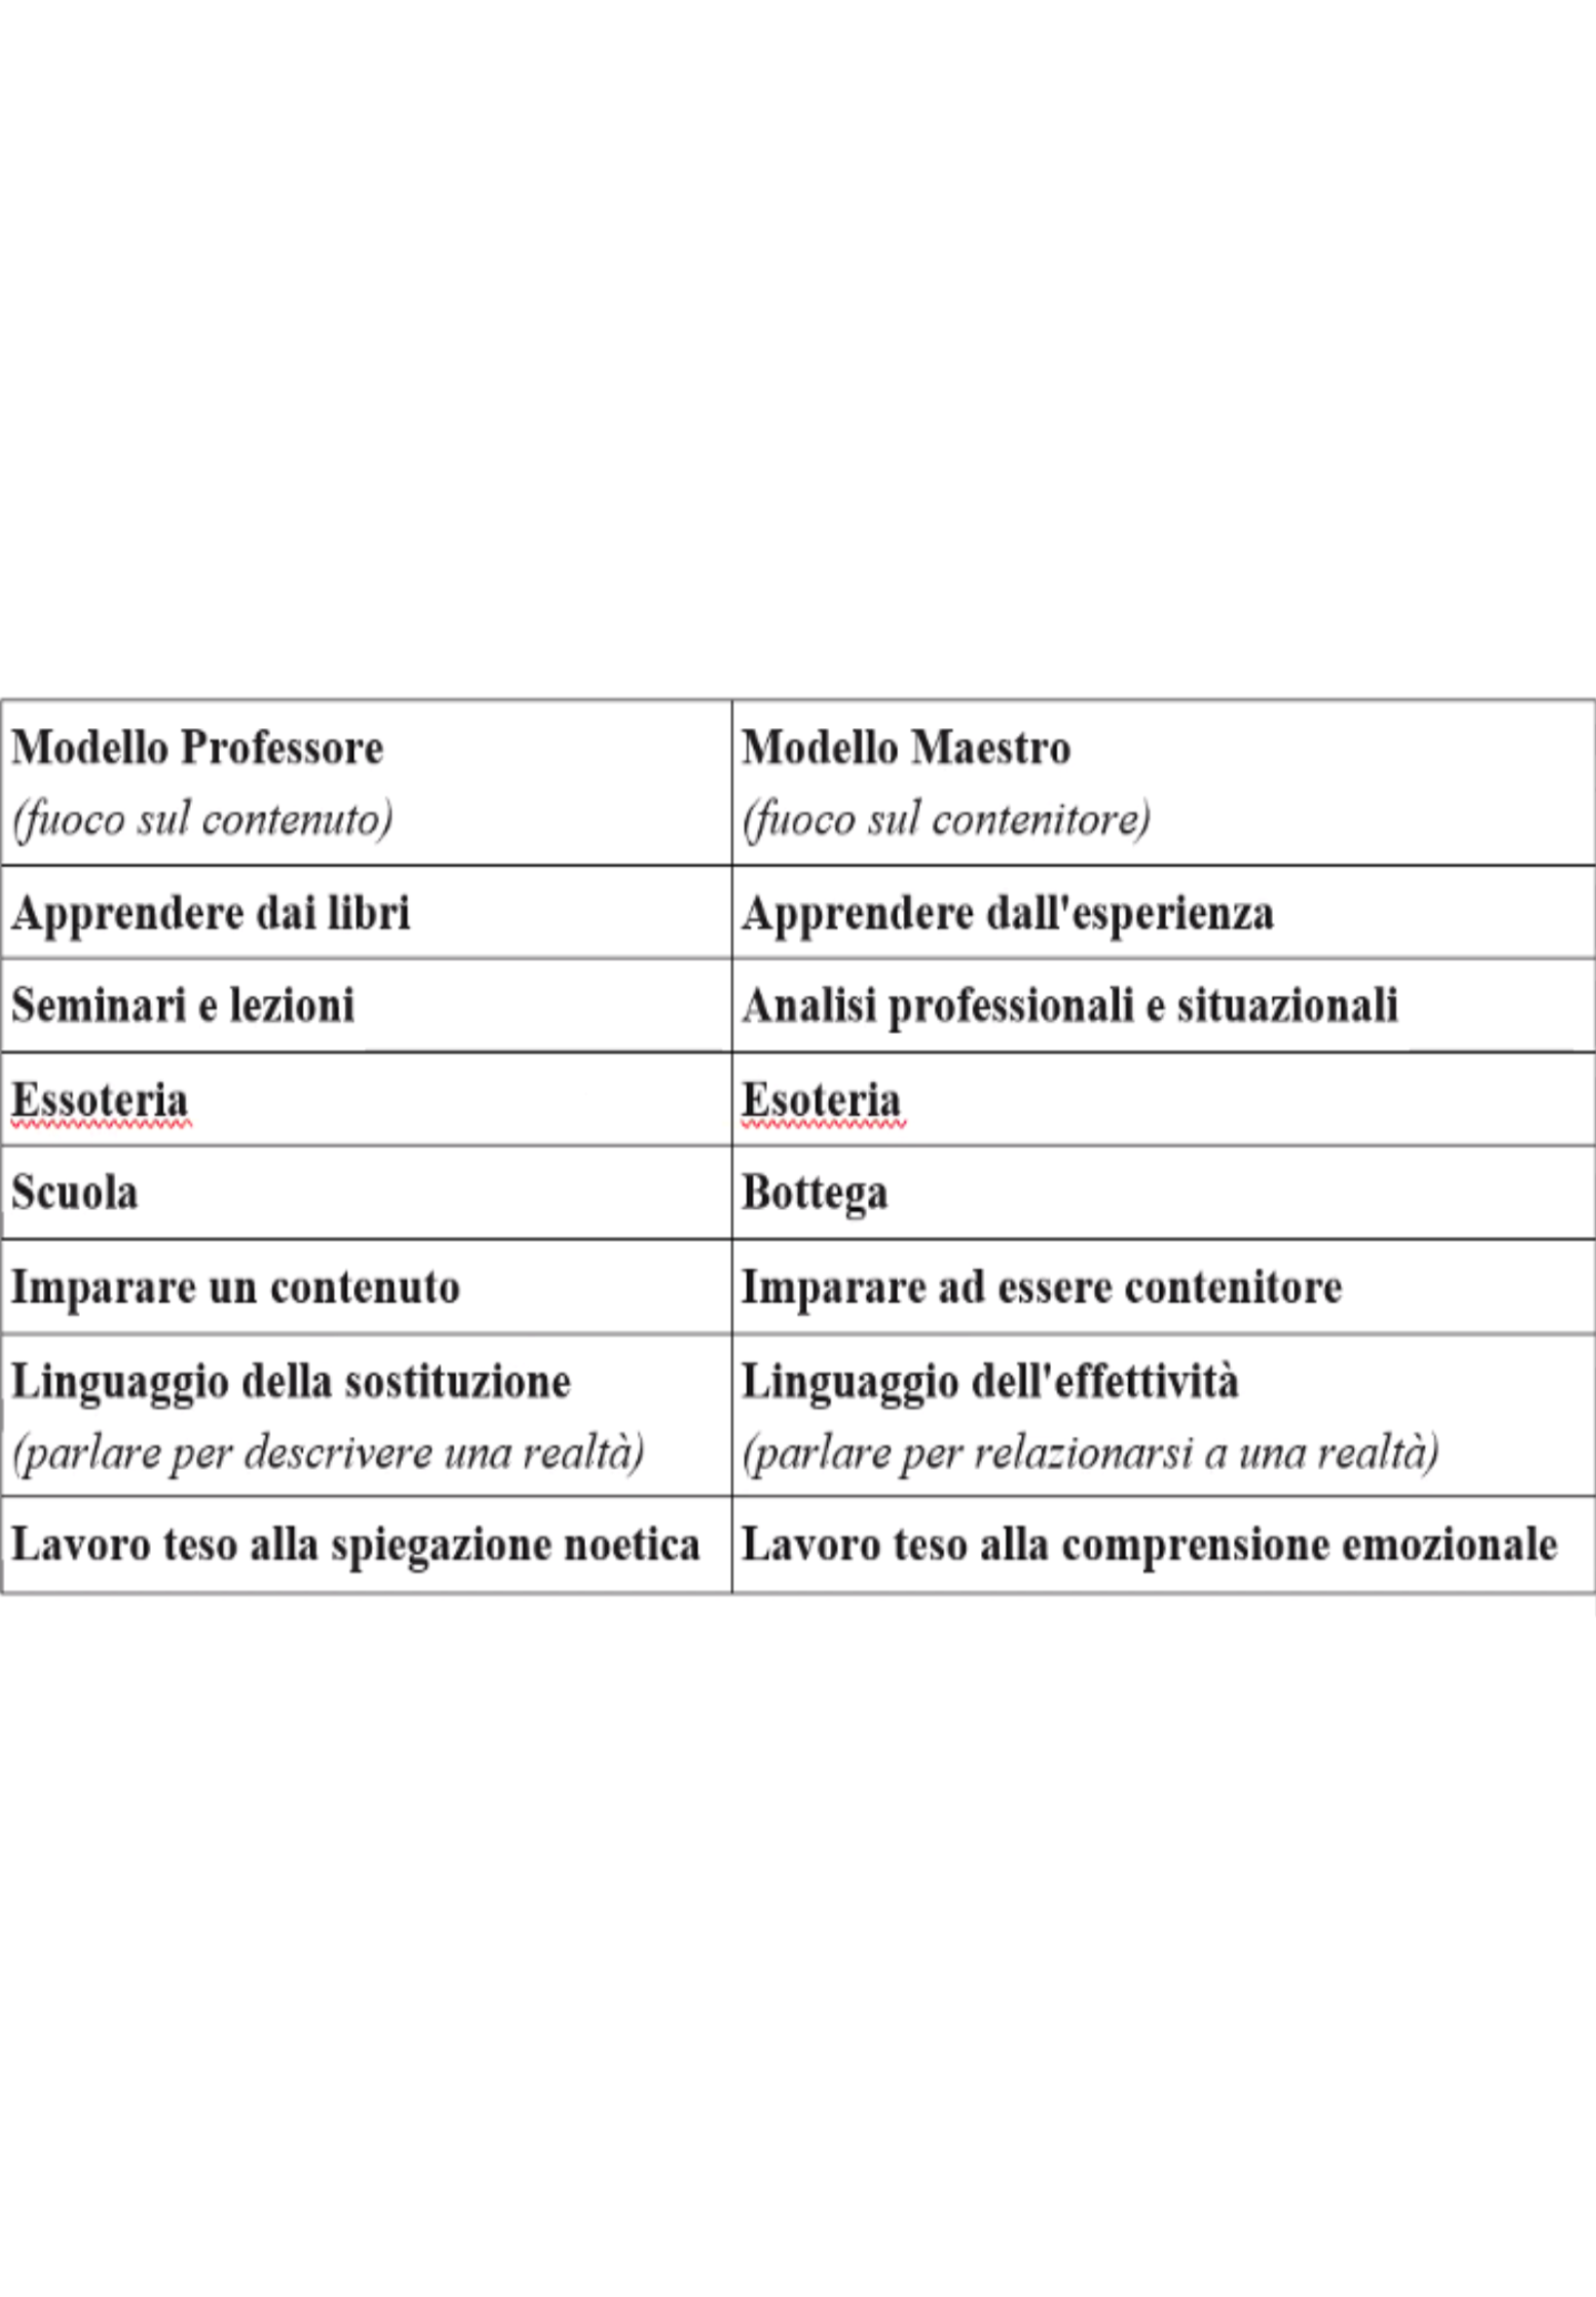 Modello Professore
(fuoco sul contenuto)
Modello Maestro
(fuoco sul contenitore)
Apprendere dai libri
Apprendere dall'esperienza
Seminari e lezioni
Analisi professionali e situazionali
Essoteria
Esoteria
Scuola
Bottega
Imparare un contenuto
Imparare ad essere contenitore
Linguaggio della sostituzione
(parlare per descrivere una realtà)
Linguaggio dell'effettività
(parlare per relazionarsi a una realtà)
Lavoro teso alla spiegazione noetica
Lavoro teso alla comprensione emozionale